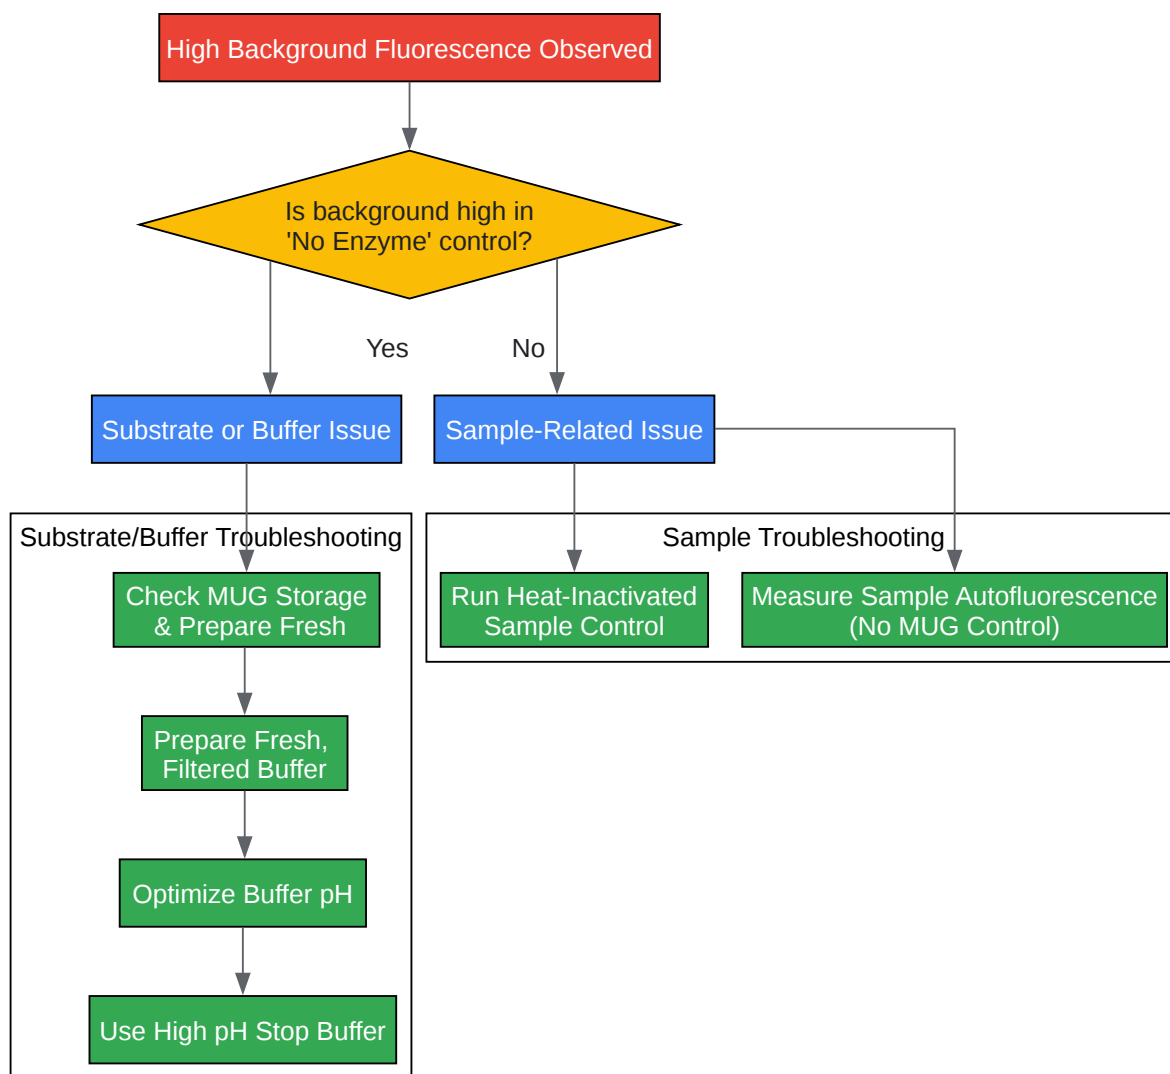 High Background Fluorescence Observed
Is background high in
'No Enzyme' control?
Yes
No
Substrate or Buffer Issue
Sample-Related Issue
Substrate/Buffer Troubleshooting
Sample Troubleshooting
Check MUG Storage
& Prepare Fresh
Run Heat-Inactivated
Sample Control
Measure Sample Autofluorescence
(No MUG Control)
Prepare Fresh,
Filtered Buffer
Optimize Buffer pH
Use High pH Stop Buffer